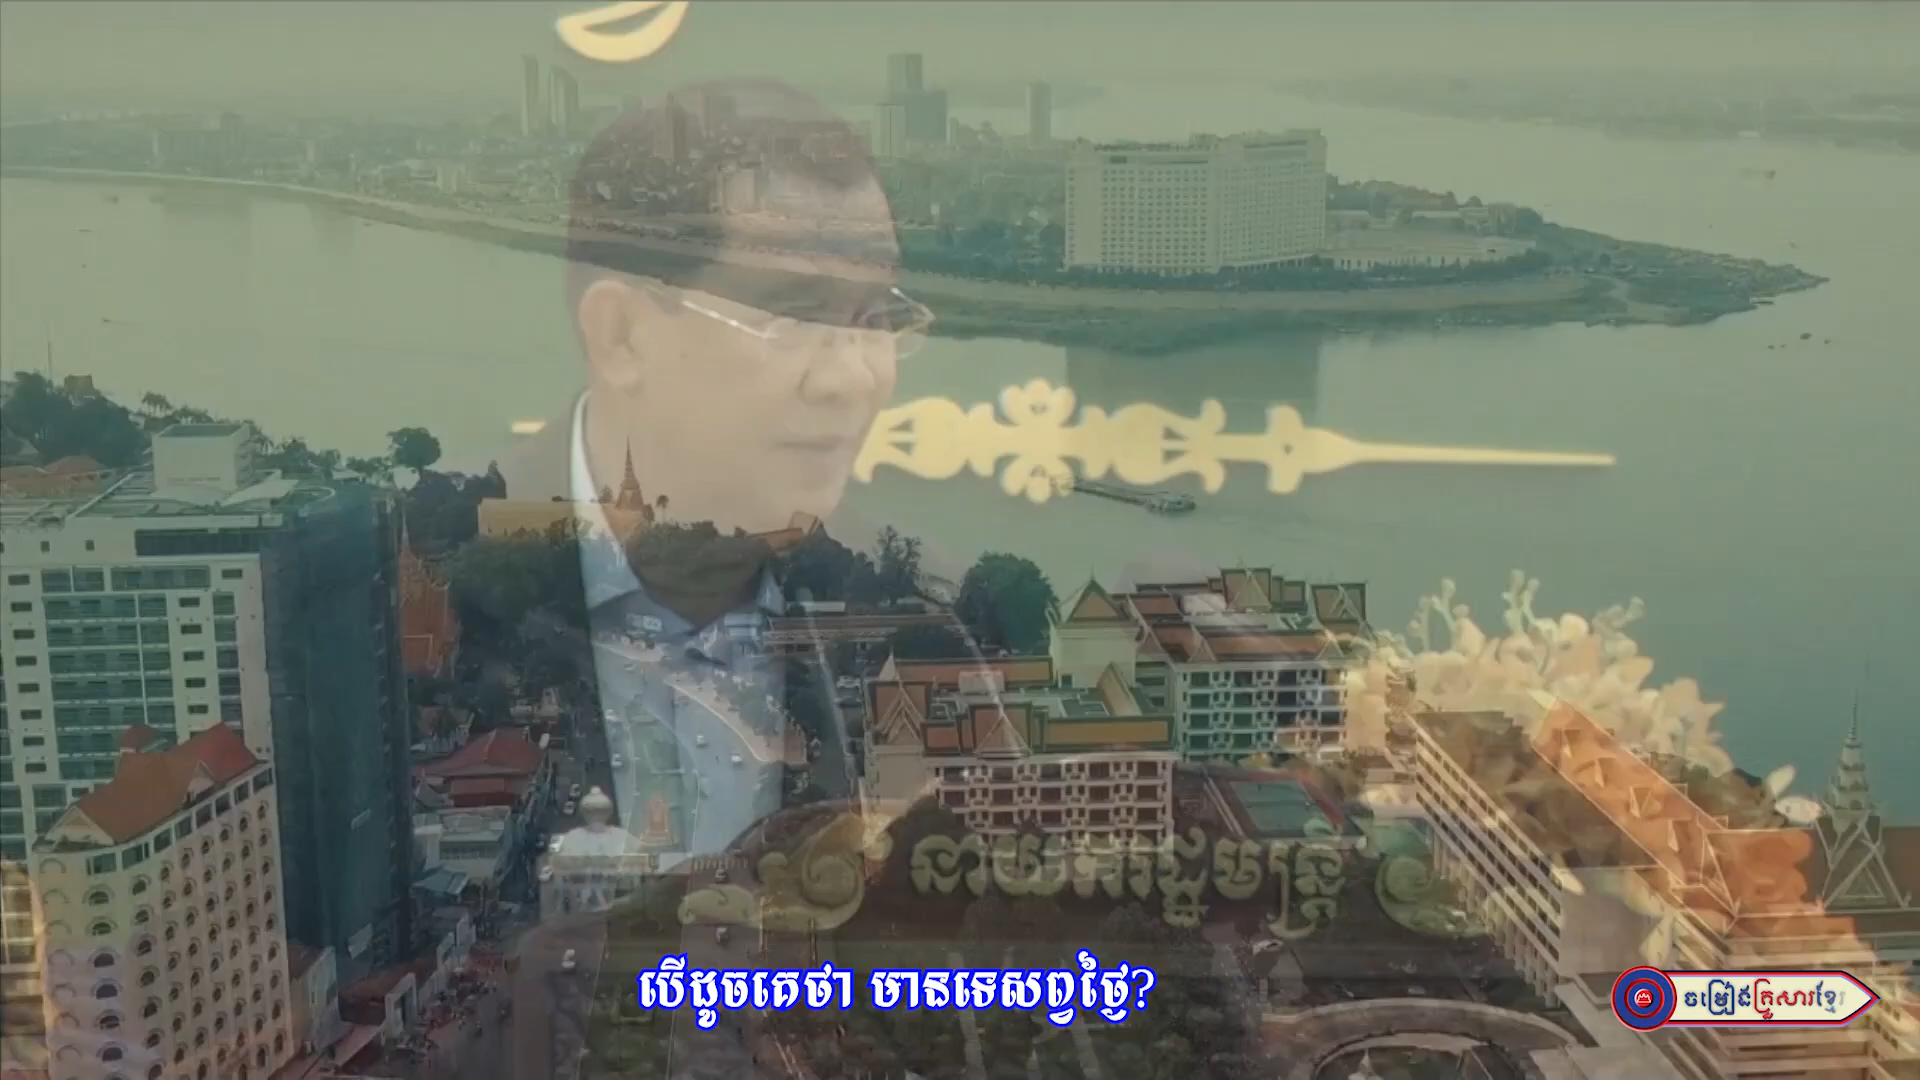 នាយករដ្ឋមន្ត្រី
បើដូចគេថា មានទេសព្វថ្ងៃ?
ចម្រៀងគ្រួសារខ្មែរ